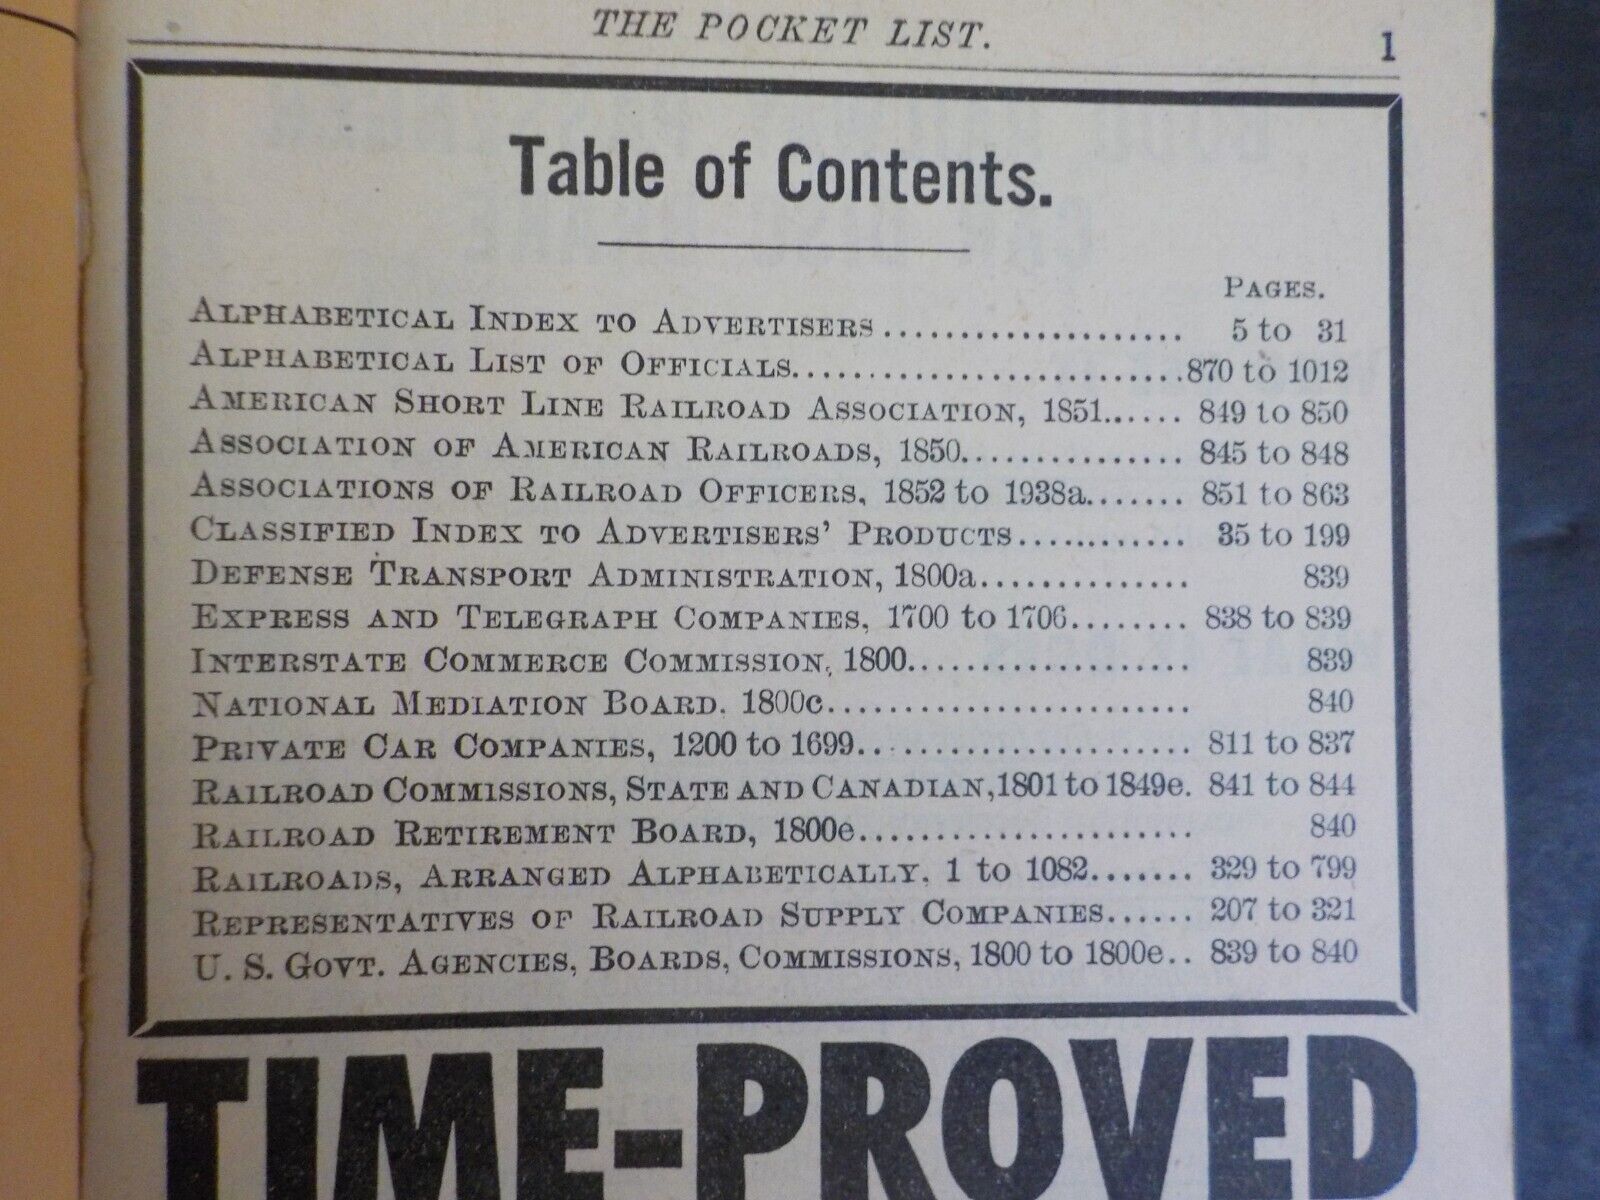 THE POCKET LIST. 1
Table of Contents.
PAGES.
ALPHABETICAL INDEX TO ADVERTISERS.................... 5 to 31
ALPHABETICAL LIST OF OFFICIALS..........................870 to 1012
AMERICAN SHORT LINE RAILROAD ASSOCIATION, 1851...... 849 to 850
ASSOCIATION OF AMERICAN RAILROADS, 1850............... 845 to 848
ASSOCIATIONS OF RAILROAD OFFICERS, 1852 to 1938a....... 851 to 863
CLASSIFIED INDEX TO ADVERTISERS' PRODUCTS............ 35 to 199
DEFENSE TRANSPORT ADMINISTRATION, 1800a.............. 839
EXPRESS AND TELEGRAPH COMPANIES, 1700 to 1706........ 838 to 839
INTERSTATE COMMERCE COMMISSION, 1800................... 839
NATIONAL MEDIATION BOARD. 1800c........................ 840
PRIVATE CAR COMPANIES, 1200 to 1699...................... 811 to 837
RAILROAD COMMISSIONS, STATE AND CANADIAN,1801 to 1849e. 841 to 844
RAILROAD RETIREMENT BOARD, 1800e...................... 840
RAILROADS, ARRANGED ALPHABETICALLY, 1 to 1082....... 329 to 799
REPRESENTATIVES OF RAILROAD SUPPLY COMPANIES...... 207 to 321
U. S. GOVT. AGENCIES, BOARDS, COMMISSIONS, 1800 to 1800e.. 839 to 840
TIME-PROVED